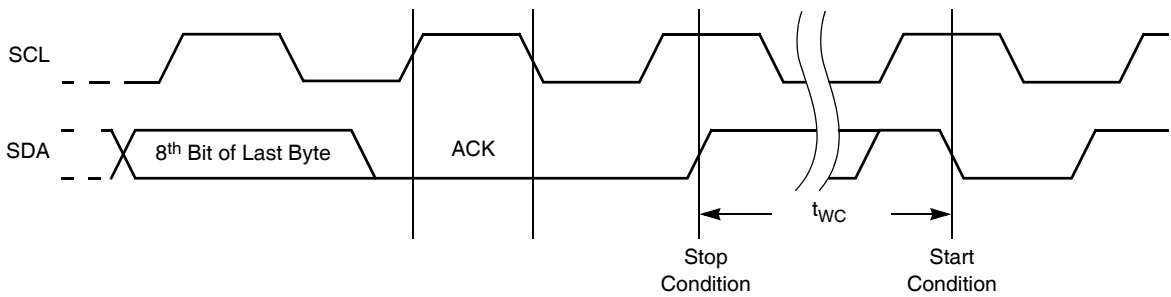 SCL
SDA
8th Bit of Last Byte
ACK
tWC
Stop
Condition
Start
Condition